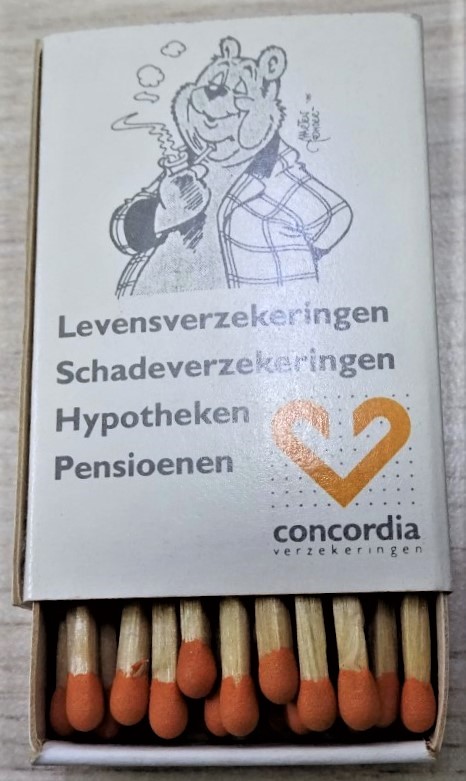 Levensverzekeringen
Schadeverzekeringen
Hypotheken
Pensioenen
concordia
verzekeringen